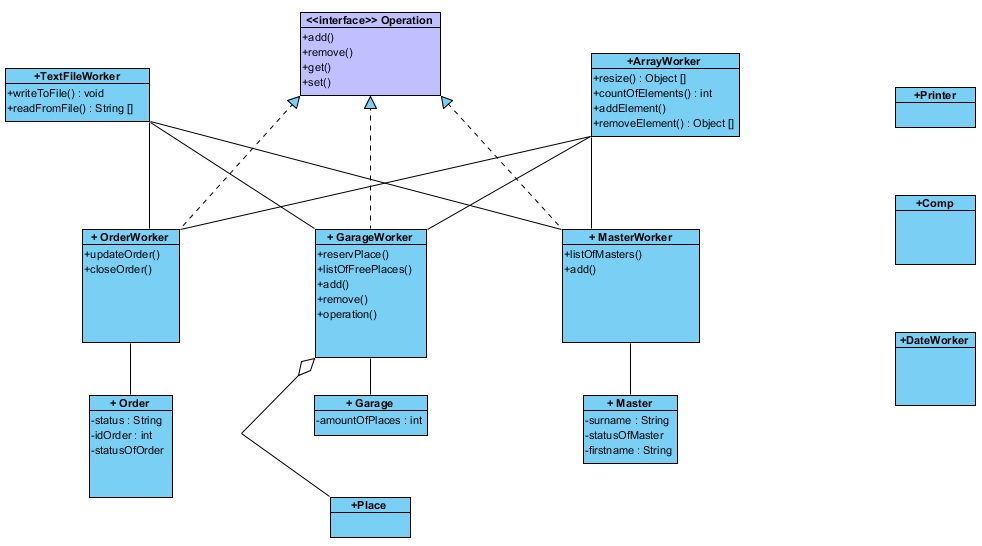 <<interface>> Operation
+add()
+remove()
+get()
+set()
+TextFileWorker
+writeToFile() : void
+readFromFile() : String []
+ArrayWorker
+resize() : Object []
+countOfElements() : int
+addElement()
+removeElement() : Object []
+Printer
+Comp
+DateWorker
+ OrderWorker
+updateOrder()
+closeOrder()
+ GarageWorker
+reservPlace()
+listOfFreePlaces()
+add()
+remove()
+operation()
+ MasterWorker
+listOfMasters()
+add()
+ Order
-status : String
-idOrder : int
-statusOfOrder
+ Garage
-amountOfPlaces : int
+ Master
-surname : String
-statusOfMaster
-firstname : String
+Place